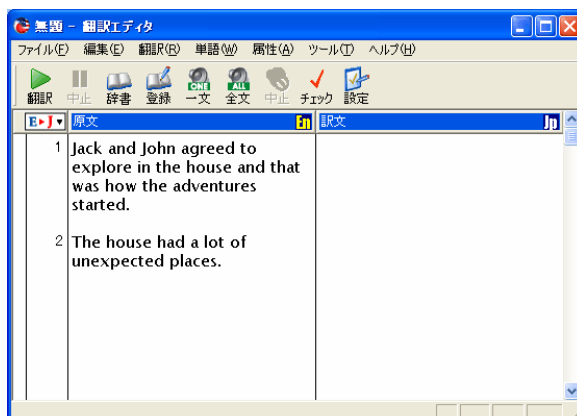 無題 - 翻訳エディタ
ファイル(F) 編集(E) 翻訳(R) 単語(W) 属性(A) ツール(T) ヘルプ(H)
ONE ALL
翻訳 中止 辞書 登録 一文 全文 中止 チェック 設定
E▸J 原文 En 訳文 Jp
1 Jack and John agreed to
explore in the house and that
was how the adventures
started.
2 The house had a lot of
unexpected places.